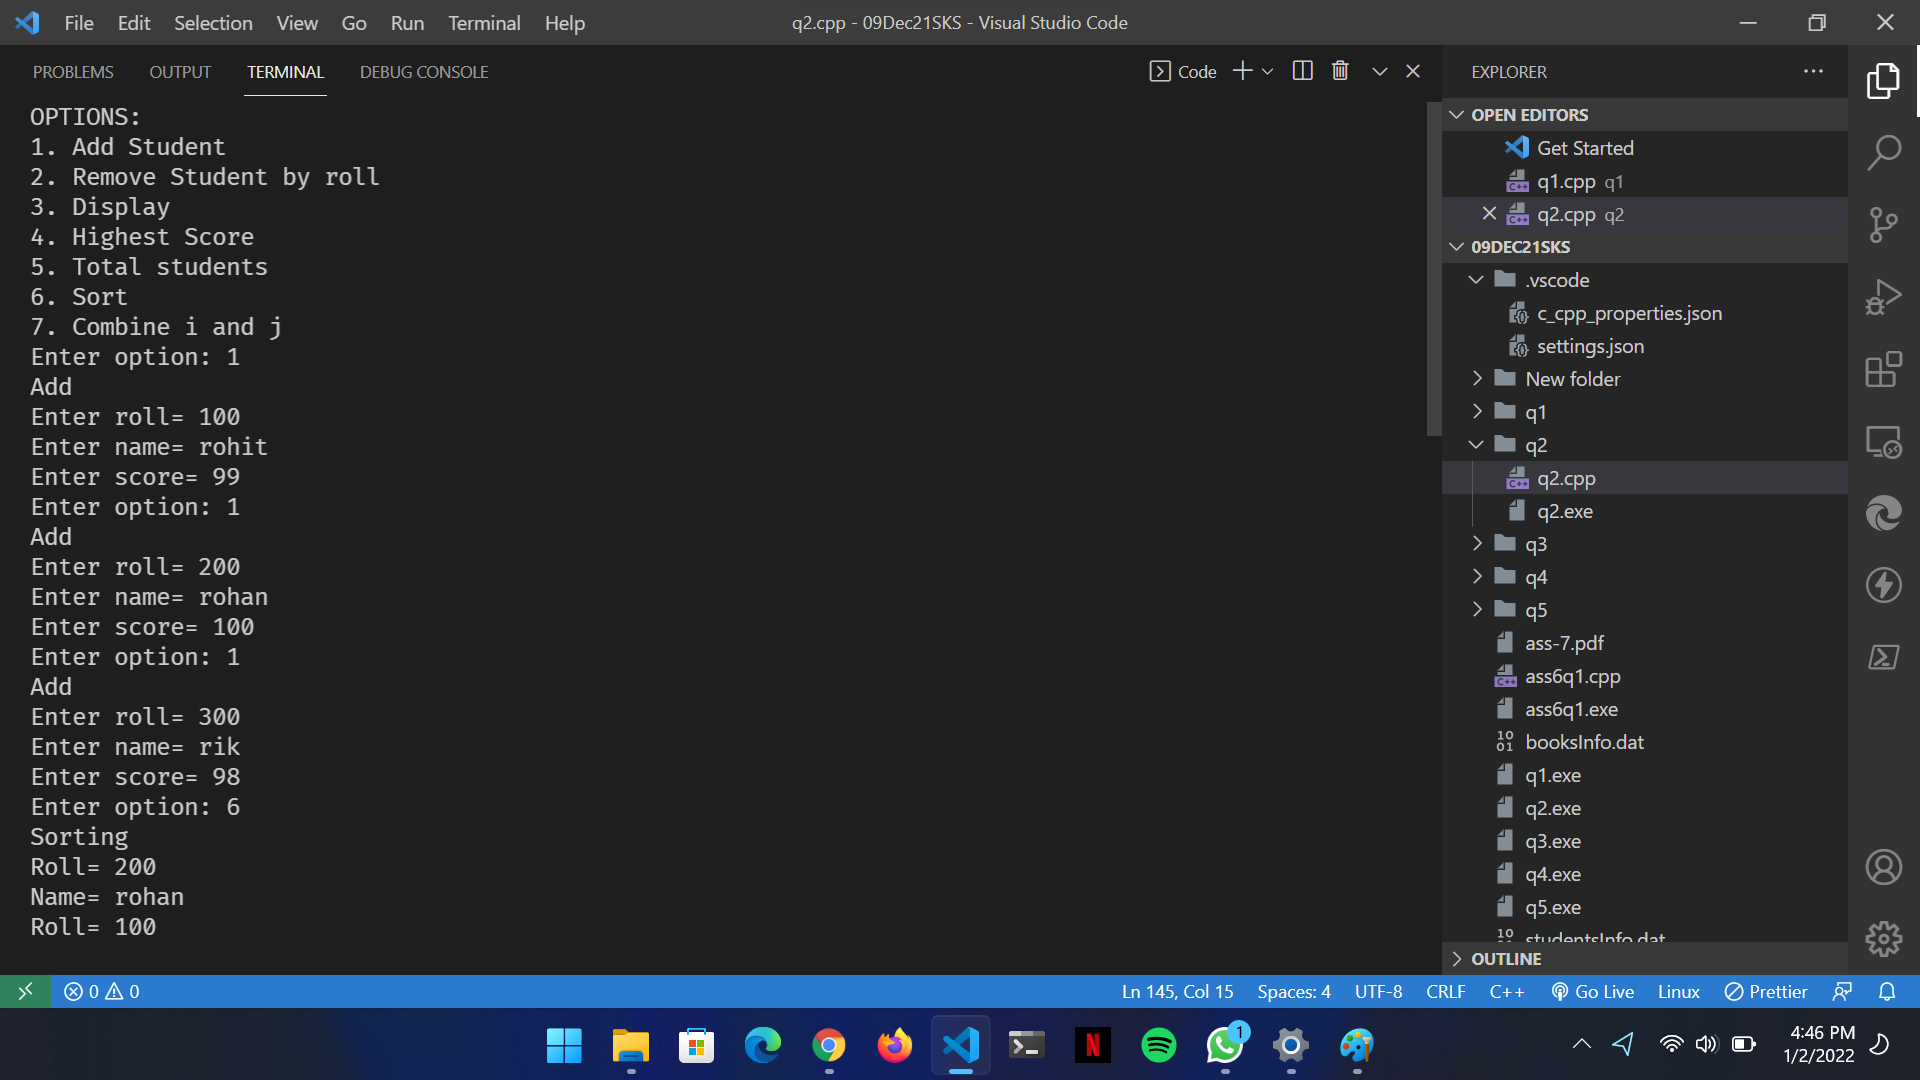 File Edit Selection View Go Run Terminal Help
q2.cpp - 09Dec21SKS - Visual Studio Code
PROBLEMS OUTPUT TERMINAL DEBUG CONSOLE
Code
OPTIONS:
1. Add Student
2. Remove Student by roll
3. Display
4. Highest Score
5. Total students
6. Sort
7. Combine i and j
Enter option: 1
Add
Enter roll= 100
Enter name= rohit
Enter score= 99
Enter option: 1
Add
Enter roll= 200
Enter name= rohan
Enter score= 100
Enter option: 1
Add
Enter roll= 300
Enter name= rik
Enter score= 98
Enter option: 6
Sorting
Roll= 200
Name= rohan
Roll= 100
EXPLORER
OPEN EDITORS
Get Started
q1.cpp q1
q2.cpp q2
09DEC21SKS
.vscode
c_cpp_properties.json
settings.json
New folder
q1
q2
q2.cpp
q2.exe
q3
q4
q5
ass-7.pdf
ass6q1.cpp
ass6q1.exe
booksInfo.dat
q1.exe
q2.exe
q3.exe
q4.exe
q5.exe
studentsInfo.dat
OUTLINE
0 0
Ln 145, Col 15 Spaces: 4 UTF-8 CRLF C++ Go Live Linux Prettier
1
4:46 PM
1/2/2022